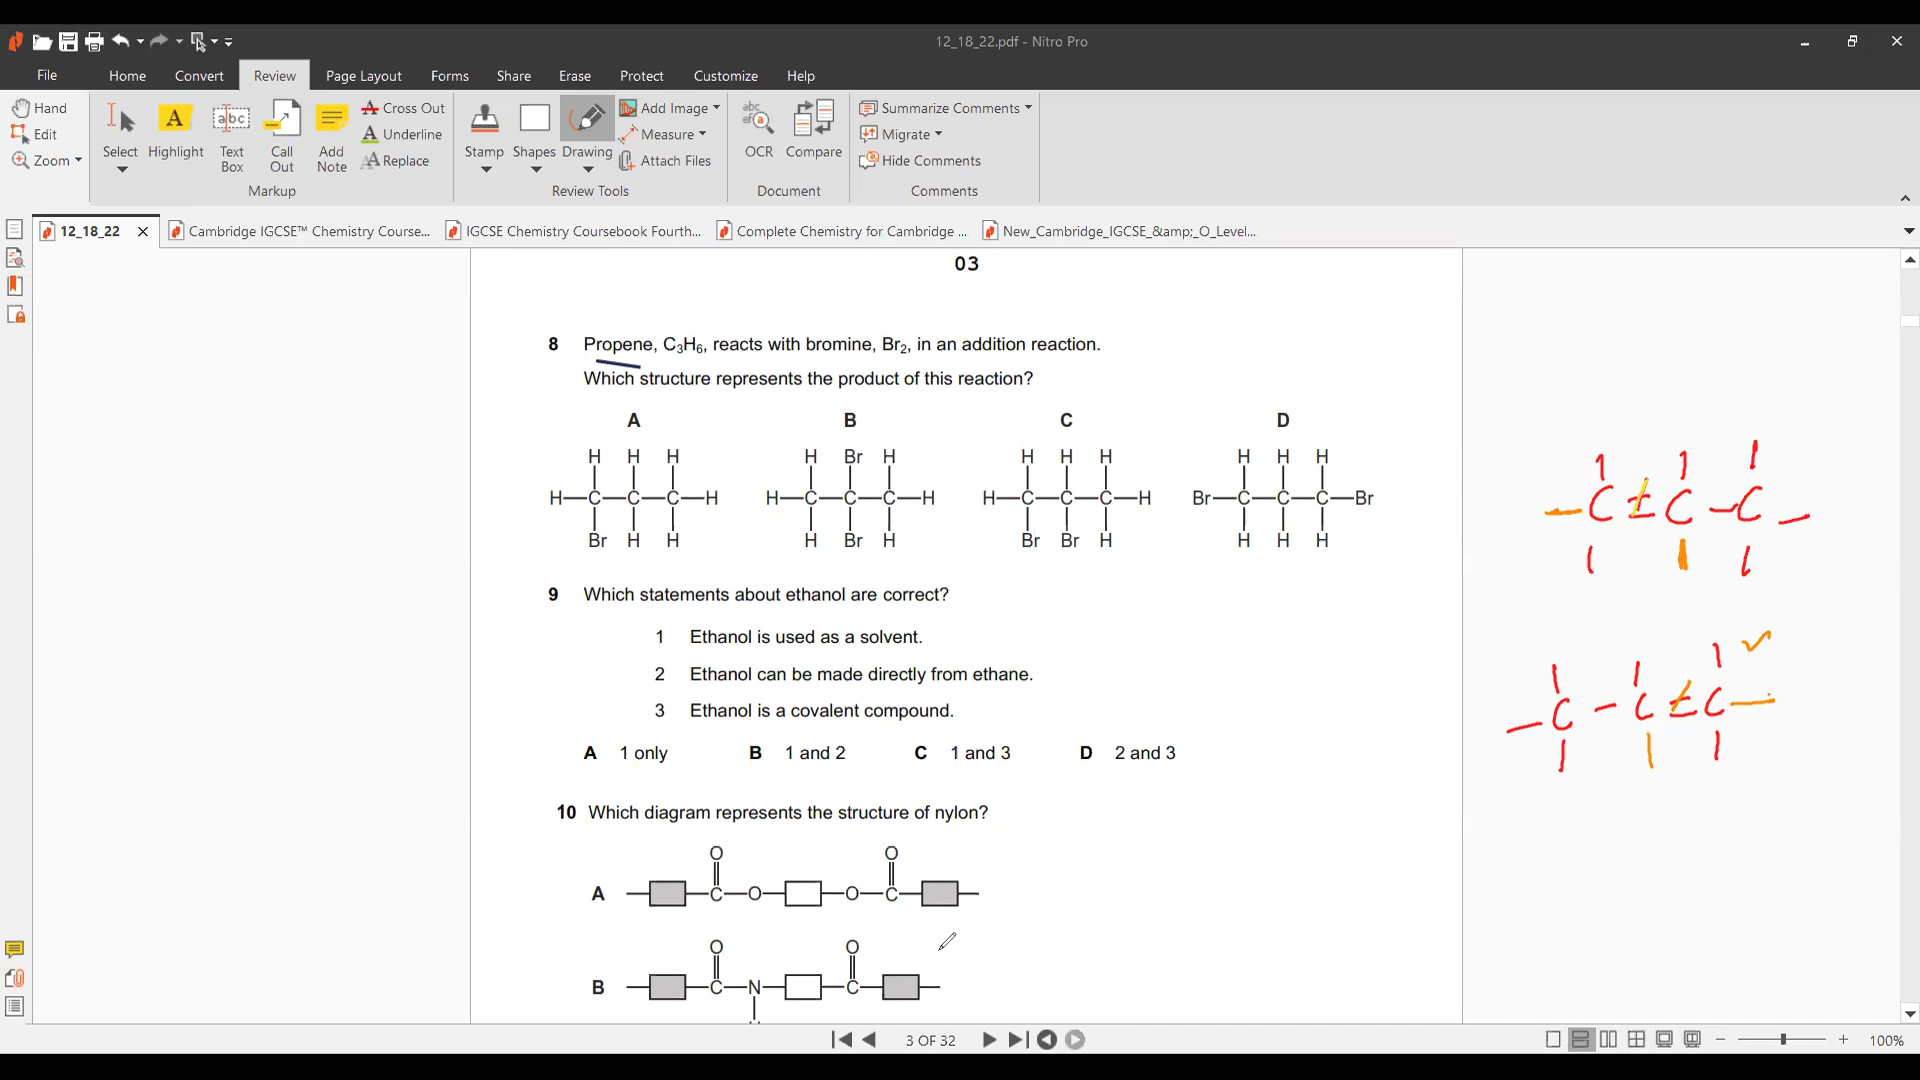 12_18_22.pdf - Nitro Pro
File Home Convert Review Page Layout Forms Share Erase Protect Customize Help
Hand
Edit
Zoom
Select
Highlight
Text Box
Call Out
Add Note
Cross Out
Underline
Replace
Markup
Stamp
Shapes
Drawing
Add Image
Measure
Attach Files
Review Tools
OCR
Compare
Document
Summarize Comments
Migrate
Hide Comments
Comments
12_18_22
Cambridge IGCSE™ Chemistry Course...
IGCSE Chemistry Coursebook Fourth...
Complete Chemistry for Cambridge ...
New_Cambridge_IGCSE_&amp;_O_Level...
03
8 Propene, C₃H₆, reacts with bromine, Br₂, in an addition reaction.
Which structure represents the product of this reaction?
A B C D
H H H H Br H H H H H H H
H C C C H H C C C H H C C C H Br C C C Br
Br H H H Br H Br Br H H H H
C C C
9 Which statements about ethanol are correct?
1 Ethanol is used as a solvent.
2 Ethanol can be made directly from ethane.
3 Ethanol is a covalent compound.
C C C
A 1 only B 1 and 2 C 1 and 3 D 2 and 3
10 Which diagram represents the structure of nylon?
O O
A C O O C
O O
B C N C
3 OF 32
100%